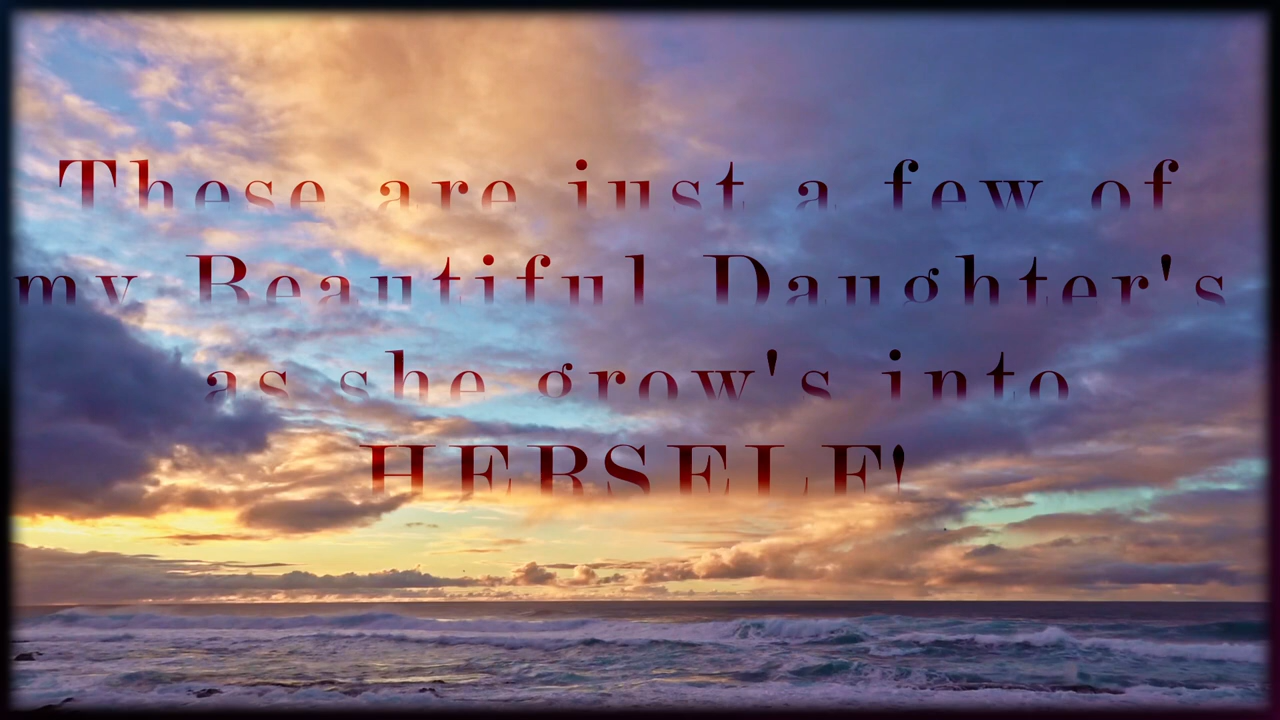 These are just a few of
my Beautiful Daughter's
as she grow's into
HERSELF!